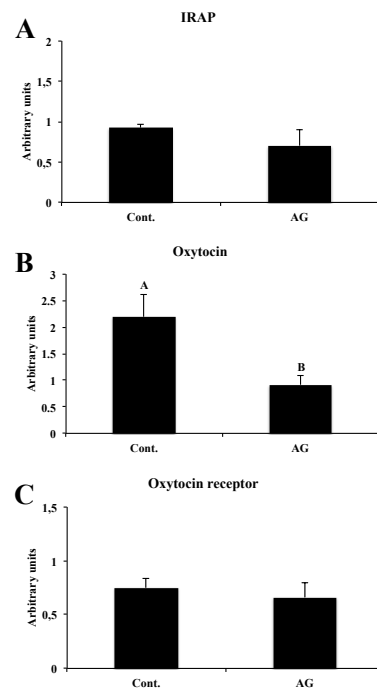 A
IRAP
2
1,5
1
0,5
0
Arbitrary units
Cont.
AG
B
Oxytocin
3
2.5
2
1.5
1
0.5
0
Arbitrary units
A
B
Cont.
AG
C
Oxytocin receptor
1,5
1
0,5
0
Arbitrary units
Cont.
AG